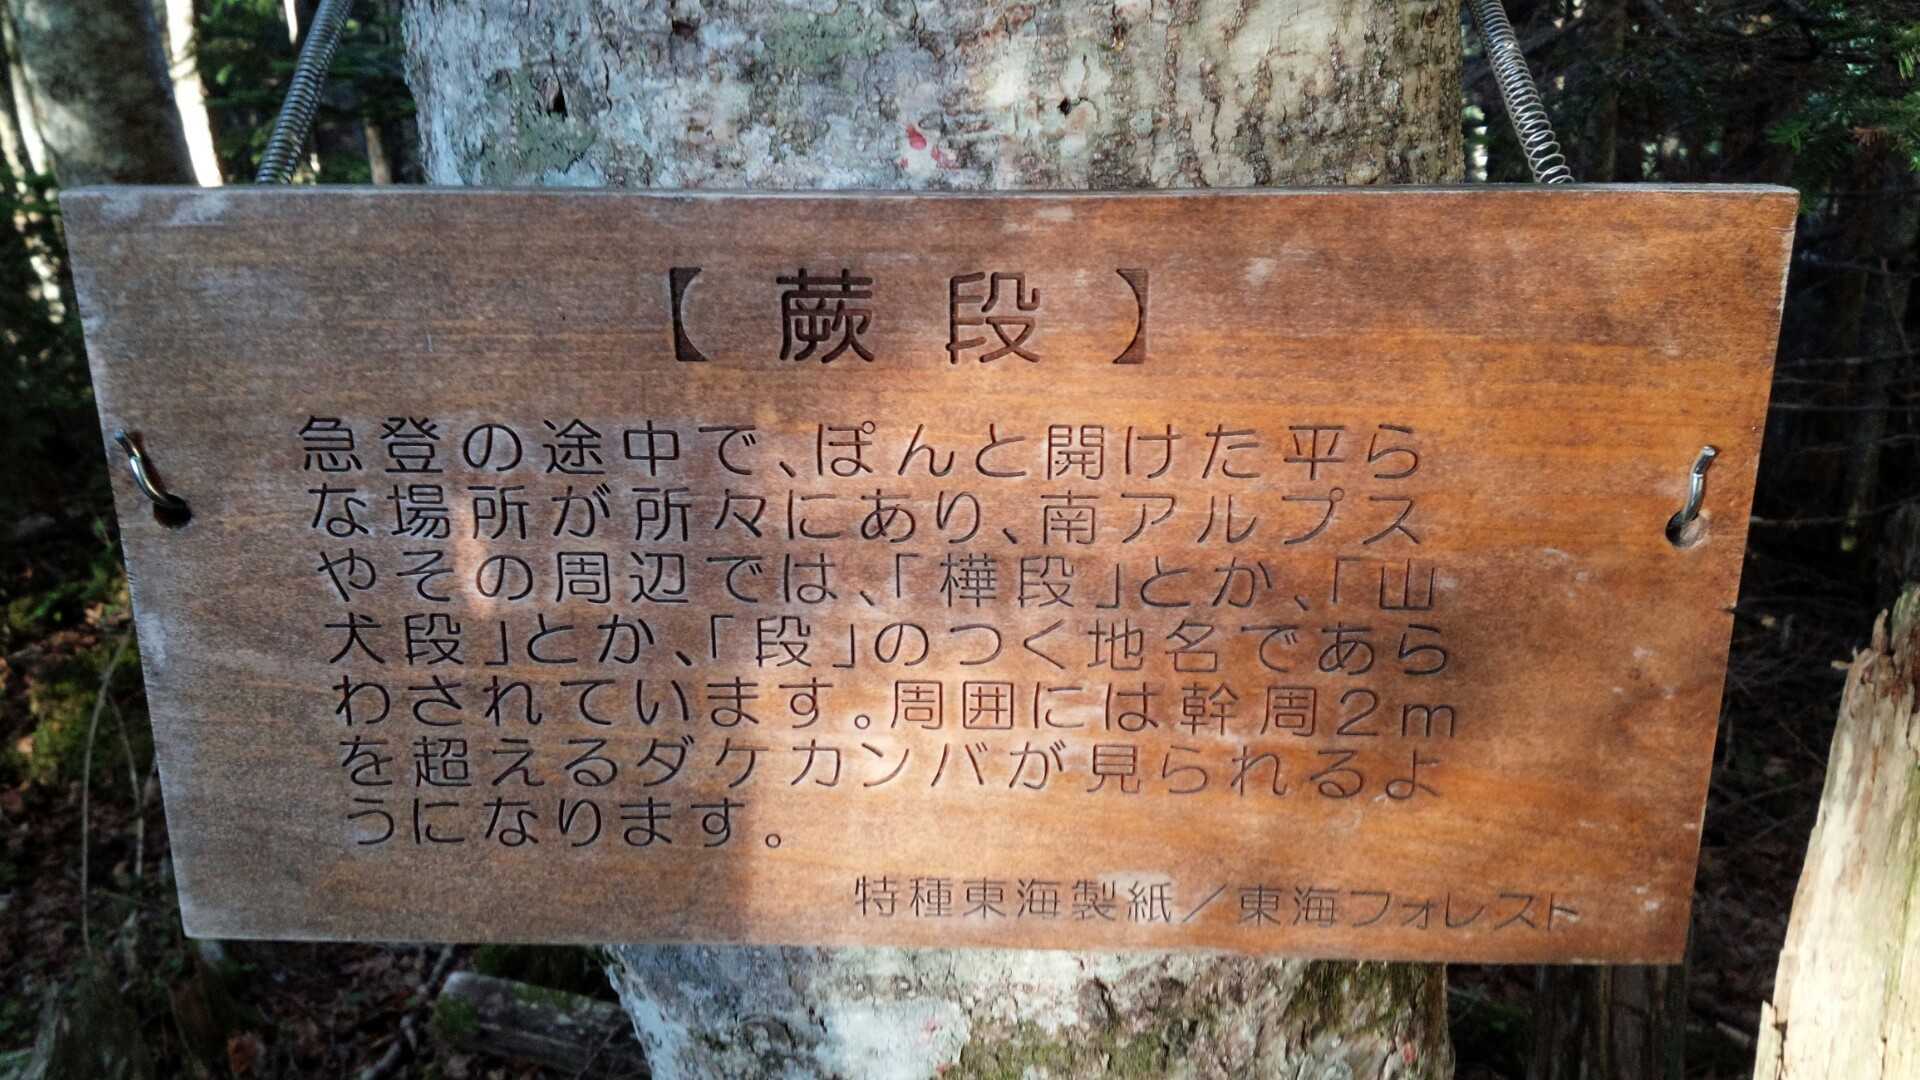 【蕨段】
急登の途中で、ぽんと開けた平ら
な場所が所々にあり、南アルプス
やその周辺では、「樺段」とか、「山
犬段」とか、「段」のつく地名であら
わされています。周囲には幹周2m
を超えるダケカンバが見られるよ
うになります。
特種東海製紙／東海フォレスト